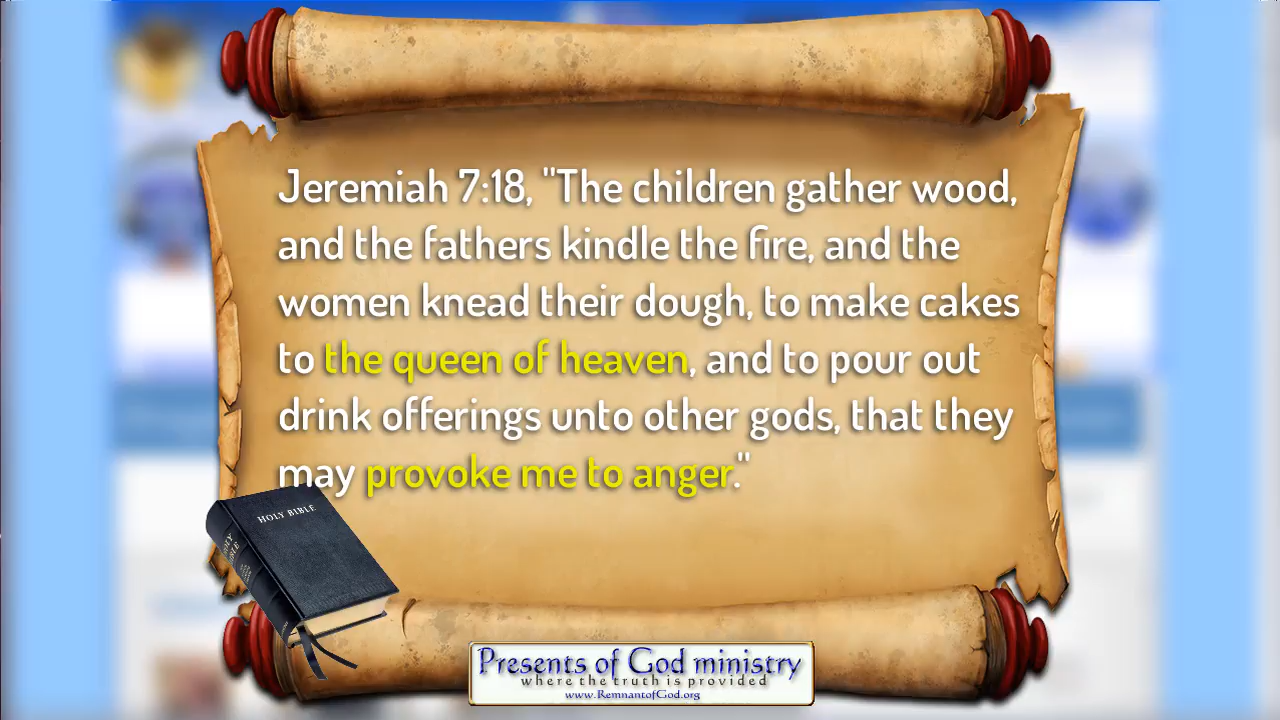 Jeremiah 7:18, "The children gather wood,
and the fathers kindle the fire, and the
women knead their dough, to make cakes
to the queen of heaven, and to pour out
drink offerings unto other gods, that they
may provoke me to anger."
HOLY BIBLE
HOLY
BIBLE
Presents of God ministry
where the truth is provided
www.RemnantofGod.org